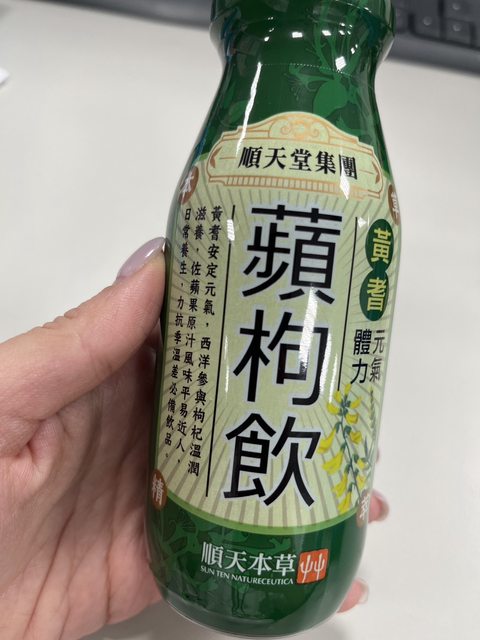 順天堂集團
蘋枸飲
黃耆
元氣
體力
黃耆安定元氣，西洋參與枸杞溫潤
滋養，佐蘋果原汁風味平易近人，
日常養生，力抗季溫差必備飲品。
本
草
精
順天本草
SUN TEN NATURECEUTICA